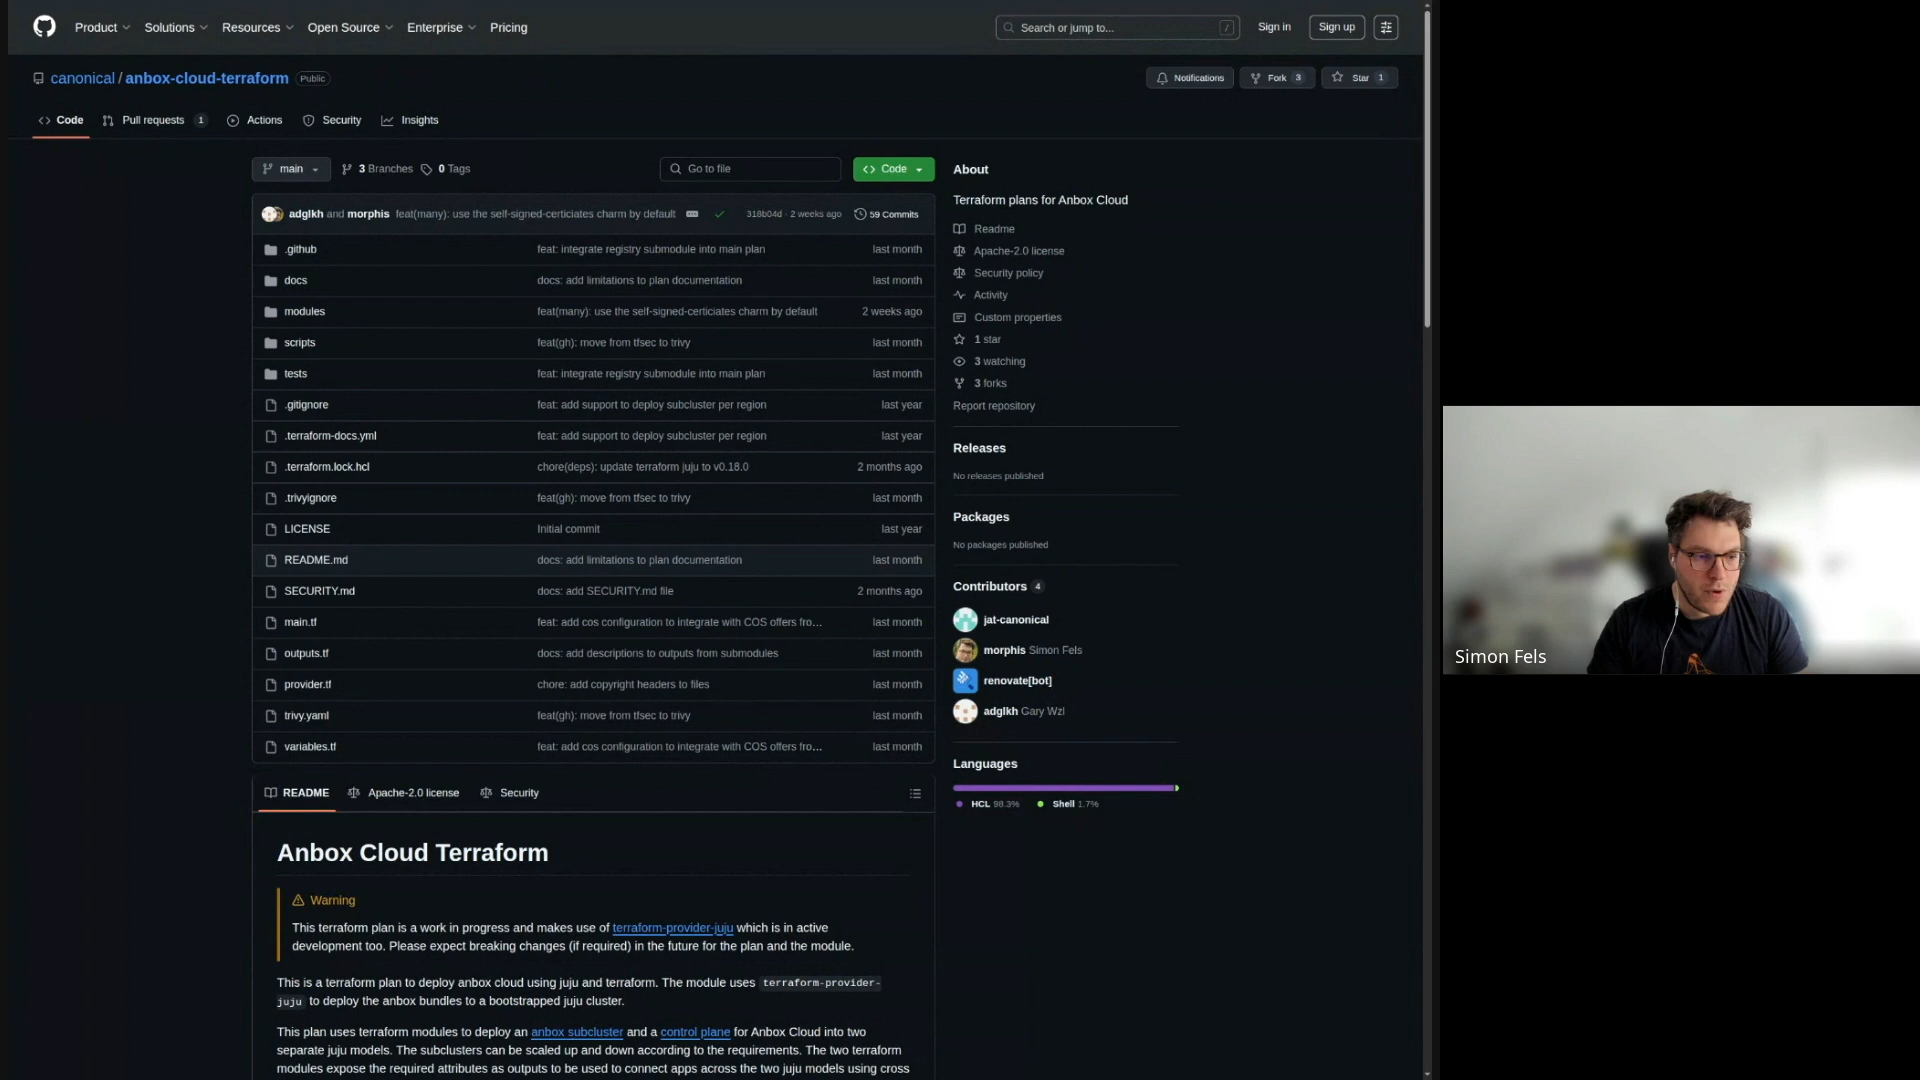 Product Solutions Resources Open Source Enterprise Pricing Search or jump to... / Sign in Sign up
canonical / anbox-cloud-terraform Public Notifications Fork 3 Star 1
Code Pull requests 1 Actions Security Insights
main 3 Branches 0 Tags Go to file Code
adglkh and morphis feat(many): use the self-signed-certiciates charm by default 318b04d · 2 weeks ago 59 Commits
.github feat: integrate registry submodule into main plan last month
docs docs: add limitations to plan documentation last month
modules feat(many): use the self-signed-certiciates charm by default 2 weeks ago
scripts feat(gh): move from tfsec to trivy last month
tests feat: integrate registry submodule into main plan last month
.gitignore feat: add support to deploy subcluster per region last year
.terraform-docs.yml feat: add support to deploy subcluster per region last year
.terraform.lock.hcl chore(deps): update terraform juju to v0.18.0 2 months ago
.trivyignore feat(gh): move from tfsec to trivy last month
LICENSE Initial commit last year
README.md docs: add limitations to plan documentation last month
SECURITY.md docs: add SECURITY.md file 2 months ago
main.tf feat: add cos configuration to integrate with COS offers fro... last month
outputs.tf docs: add descriptions to outputs from submodules last month
provider.tf chore: add copyright headers to files last month
trivy.yaml feat(gh): move from tfsec to trivy last month
variables.tf feat: add cos configuration to integrate with COS offers fro... last month
README Apache-2.0 license Security
Anbox Cloud Terraform
Warning
This terraform plan is a work in progress and makes use of terraform-provider-juju which is in active
development too. Please expect breaking changes (if required) in the future for the plan and the module.
This is a terraform plan to deploy anbox cloud using juju and terraform. The module uses terraform-provider-
juju to deploy the anbox bundles to a bootstrapped juju cluster.
This plan uses terraform modules to deploy an anbox subcluster and a control plane for Anbox Cloud into two
separate juju models. The subclusters can be scaled up and down according to the requirements. The two terraform
modules expose the required attributes as outputs to be used to connect apps across the two juju models using cross
About
Terraform plans for Anbox Cloud
Readme
Apache-2.0 license
Security policy
Activity
Custom properties
1 star
3 watching
3 forks
Report repository
Releases
No releases published
Packages
No packages published
Contributors 4
jat-canonical
morphis Simon Fels
renovate[bot]
adglkh Gary Wzl
Languages
HCL 98.3% Shell 1.7%
Simon Fels